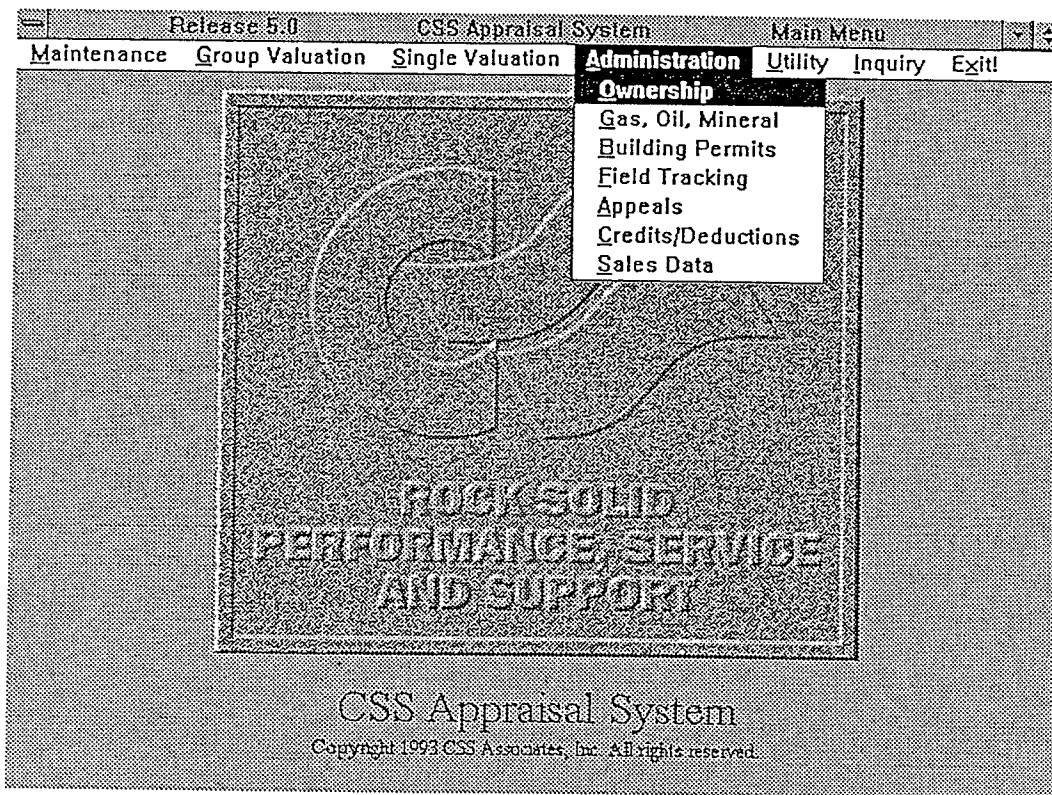 Release 5.0 CSS Appraisal System Main Menu
Maintenance Group Valuation Single Valuation Administration Utility Inquiry Exit!
Ownership
Gas, Oil, Mineral
Building Permits
Field Tracking
Appeals
Credits/Deductions
Sales Data
ROCK SOLID
PERFORMANCE, SERVICE
AND SUPPORT
CSS Appraisal System
Copyright 1993 CSS Associates, Inc. All rights reserved.